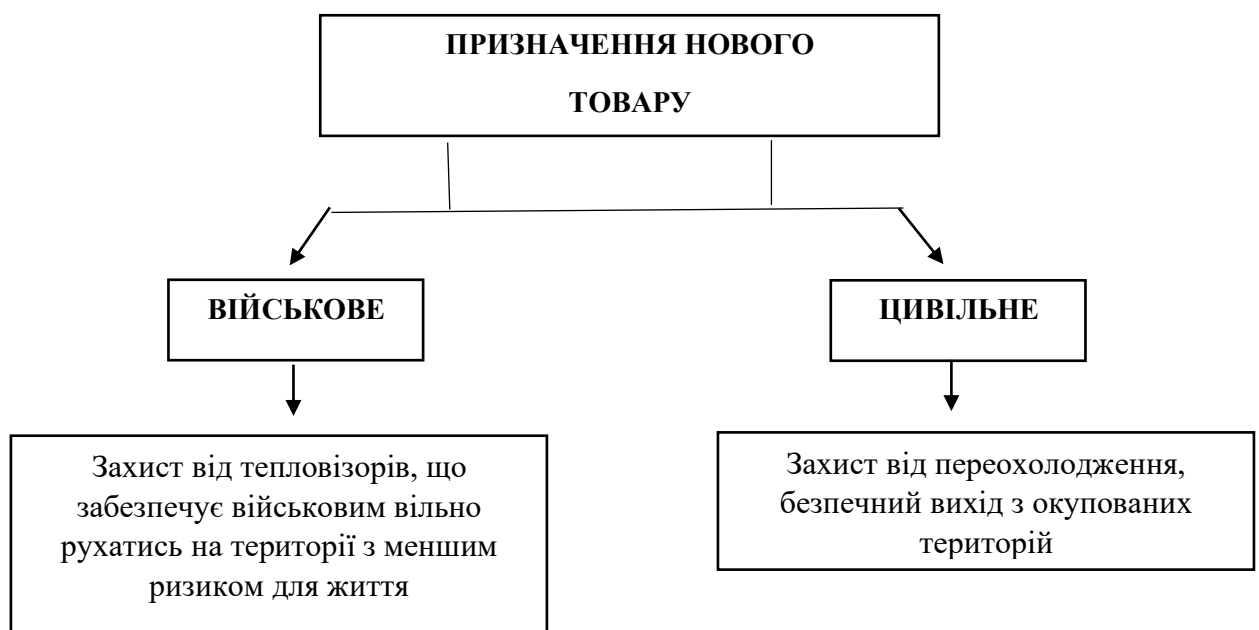 ПРИЗНАЧЕННЯ НОВОГО
ТОВАРУ
ВІЙСЬКОВЕ
ЦИВІЛЬНЕ
Захист від тепловізорів, що
забезпечує військовим вільно
рухатись на території з меншим
ризиком для життя
Захист від переохолодження,
безпечний вихід з окупованих
територій